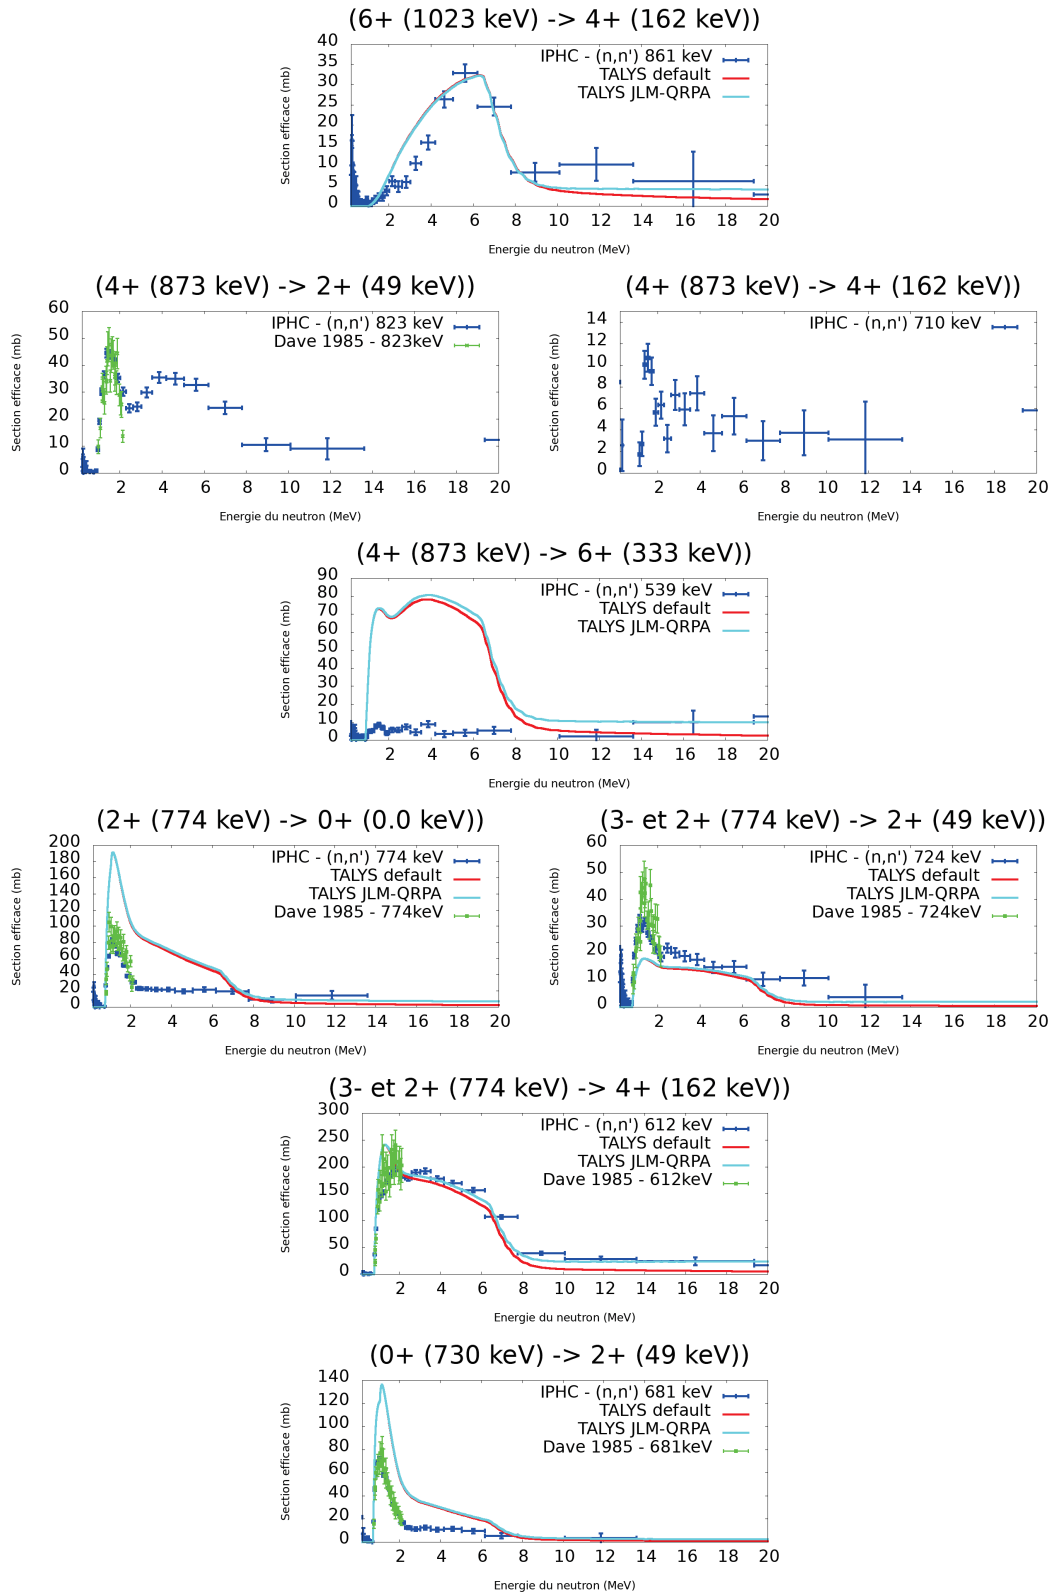 (6+ (1023 keV) -> 4+ (162 keV))
40
35
30
25
20
15
10
5
0
Section efficace (mb)
IPHC - (n,n') 861 keV
TALYS default
TALYS JLM-QRPA
2 4 6 8 10 12 14 16 18 20
Energie du neutron (MeV)
(4+ (873 keV) -> 2+ (49 keV))
60
50
40
30
20
10
0
Section efficace (mb)
IPHC - (n,n') 823 keV
Dave 1985 - 823keV
2 4 6 8 10 12 14 16 18 20
Energie du neutron (MeV)
(4+ (873 keV) -> 4+ (162 keV))
14
12
10
8
6
4
2
0
Section efficace (mb)
IPHC - (n,n') 710 keV
2 4 6 8 10 12 14 16 18 20
Energie du neutron (MeV)
(4+ (873 keV) -> 6+ (333 keV))
90
80
70
60
50
40
30
20
10
0
Section efficace (mb)
IPHC - (n,n') 539 keV
TALYS default
TALYS JLM-QRPA
2 4 6 8 10 12 14 16 18 20
Energie du neutron (MeV)
(2+ (774 keV) -> 0+ (0.0 keV))
200
180
160
140
120
100
80
60
40
20
0
Section efficace (mb)
IPHC - (n,n') 774 keV
TALYS default
TALYS JLM-QRPA
Dave 1985 - 774keV
2 4 6 8 10 12 14 16 18 20
Energie du neutron (MeV)
(3- et 2+ (774 keV) -> 2+ (49 keV))
60
50
40
30
20
10
0
Section efficace (mb)
IPHC - (n,n') 724 keV
TALYS default
TALYS JLM-QRPA
Dave 1985 - 724keV
2 4 6 8 10 12 14 16 18 20
Energie du neutron (MeV)
(3- et 2+ (774 keV) -> 4+ (162 keV))
300
250
200
150
100
50
0
Section efficace (mb)
IPHC - (n,n') 612 keV
TALYS default
TALYS JLM-QRPA
Dave 1985 - 612keV
2 4 6 8 10 12 14 16 18 20
Energie du neutron (MeV)
(0+ (730 keV) -> 2+ (49 keV))
140
120
100
80
60
40
20
0
Section efficace (mb)
IPHC - (n,n') 681 keV
TALYS default
TALYS JLM-QRPA
Dave 1985 - 681keV
2 4 6 8 10 12 14 16 18 20
Energie du neutron (MeV)